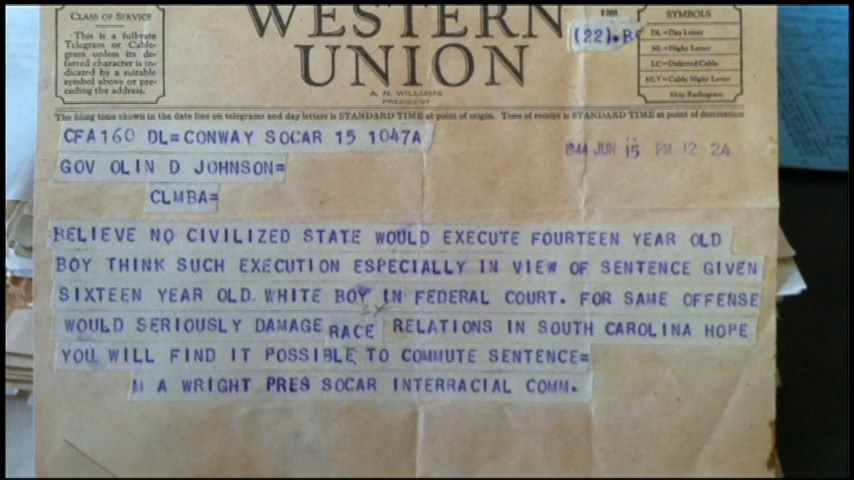 CLASS OF SERVICE
This is a full-rate
Telegram or Cable-
gram unless its de-
ferred character is in-
dicated by a suitable
symbol above or pre-
ceding the address.
WESTERN
UNION
A. N. WILLIAMS
PRESIDENT
1201
(22).
SYMBOLS
DL=Day Letter
NL=Night Letter
LC=Deferred Cable
NLT=Cable Night Letter
Ship Radiogram
The filing time shown in the date line on telegrams and day letters is STANDARD TIME at point of origin. Time of receipt is STANDARD TIME at point of destination
CFA160 DL=CONWAY SOCAR 15 1047A
1944 JUN 15 PM 12 24
GOV OLIN D JOHNSON=
CLMBA=
BELIEVE NO CIVILIZED STATE WOULD EXECUTE FOURTEEN YEAR OLD
BOY THINK SUCH EXECUTION ESPECIALLY IN VIEW OF SENTENCE GIVEN
SIXTEEN YEAR OLD WHITE BOY IN FEDERAL COURT. FOR SAME OFFENSE
WOULD SERIOUSLY DAMAGE RACE RELATIONS IN SOUTH CAROLINA HOPE
YOU WILL FIND IT POSSIBLE TO COMMUTE SENTENCE=
M A WRIGHT PRES SOCAR INTERRACIAL COMM.